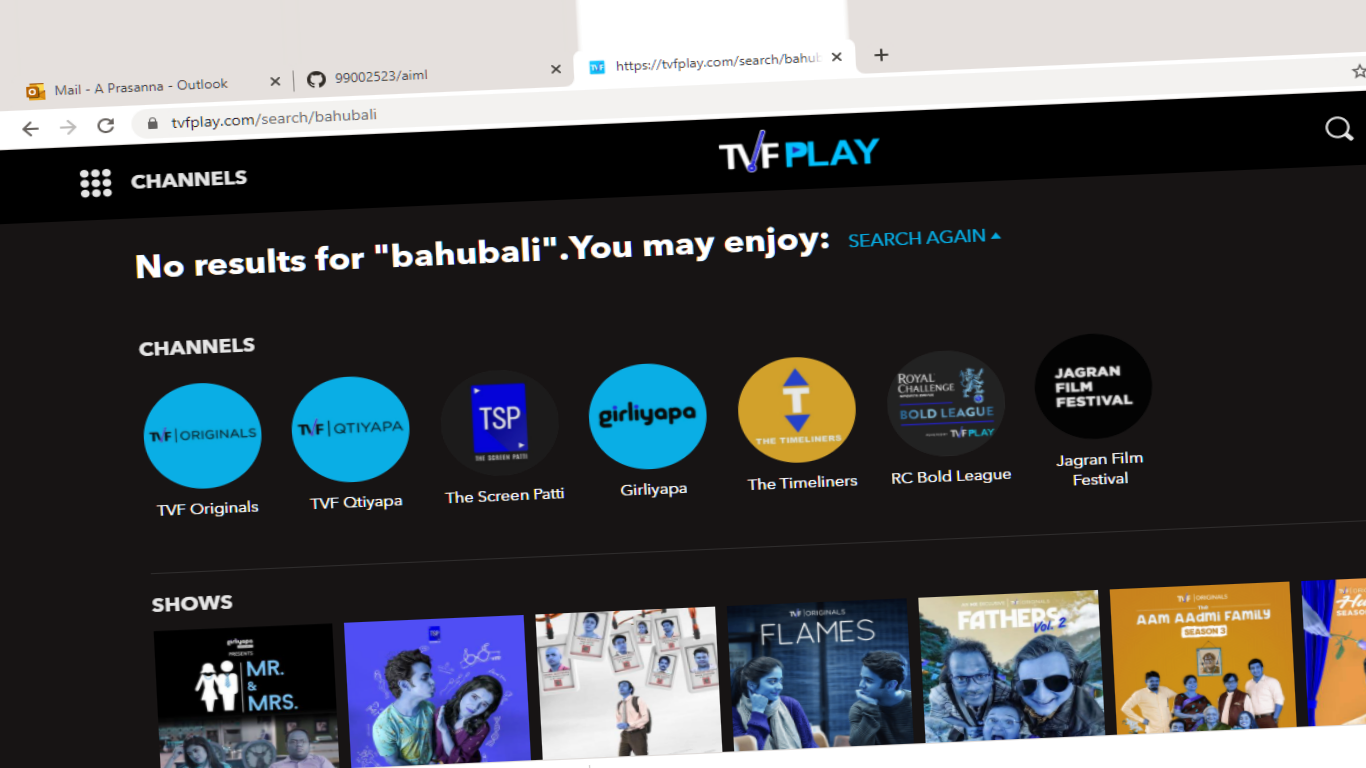 Mail - A Prasanna - Outlook
99002523/aiml
https://tvfplay.com/search/bahub
tvfplay.com/search/bahubali
CHANNELS
TVF PLAY
No results for "bahubali".You may enjoy:
SEARCH AGAIN
CHANNELS
TVF | ORIGINALS
TVF | QTIYAPA
TSP
THE SCREEN PATTI
girliyapa
T
THE TIMELINERS
ROYAL
CHALLENGE
BOLD LEAGUE
TVF PLAY
JAGRAN
FILM
FESTIVAL
TVF Originals
TVF Qtiyapa
The Screen Patti
Girliyapa
The Timeliners
RC Bold League
Jagran Film
Festival
SHOWS
girliyapa
PRESENTS
MR.
&
MRS.
TSP
TVF | ORIGINALS
FLAMES
FATHERS
Vol. 2
TVF | ORIGINALS
THE
AAM AADMI FAMILY
SEASON 3